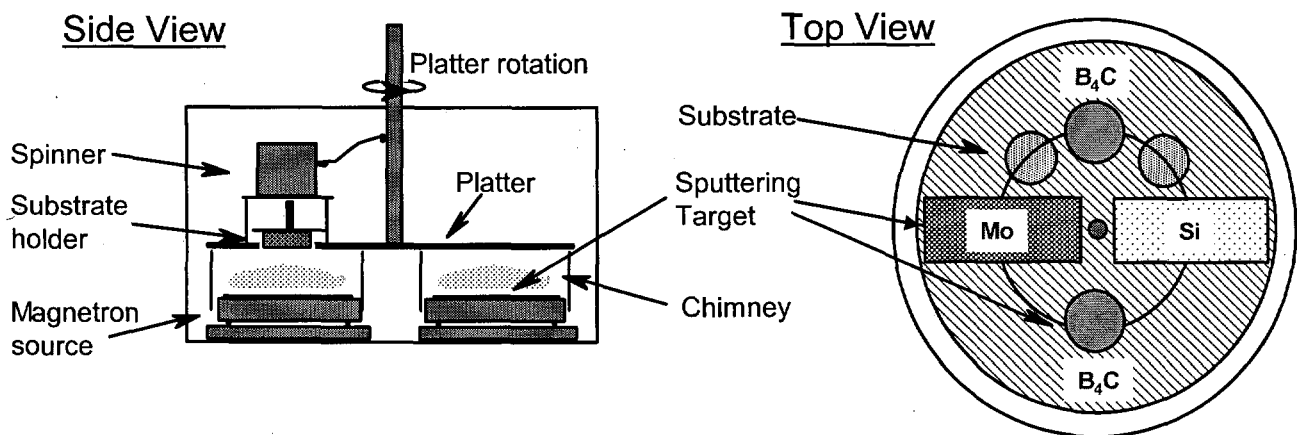 Side View
Platter rotation
Spinner
Substrate
holder
Platter
Magnetron
source
Chimney
Sputtering
Target
Top View
Substrate
B₄C
Mo
Si
B₄C